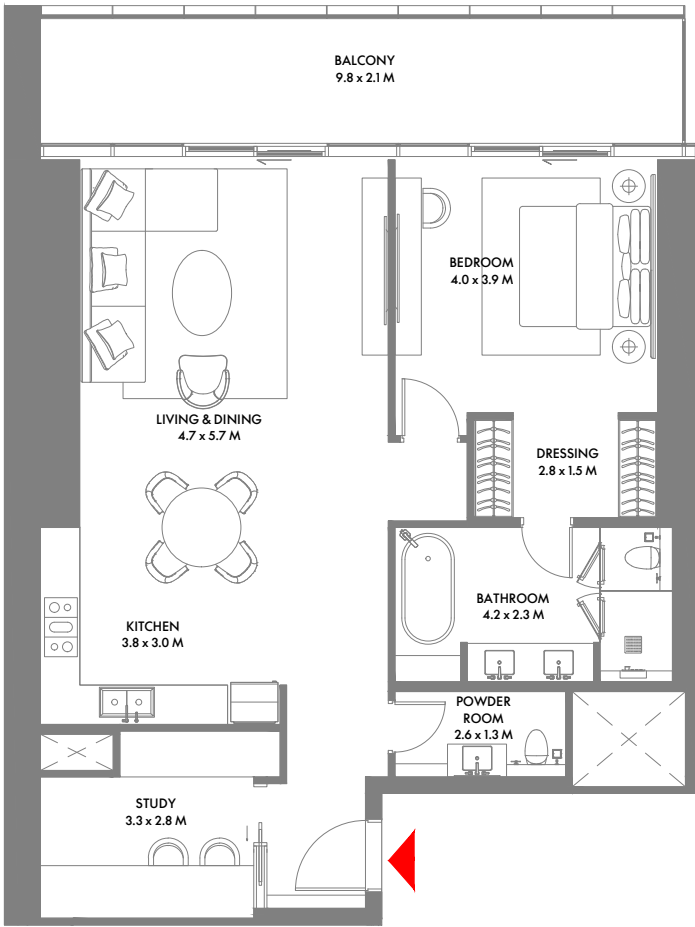 BALCONY
9.8 x 2.1 M
BEDROOM
4.0 x 3.9 M
LIVING & DINING
4.7 x 5.7 M
DRESSING
2.8 x 1.5 M
BATHROOM
4.2 x 2.3 M
KITCHEN
3.8 x 3.0 M
POWDER
ROOM
2.6 x 1.3 M
STUDY
3.3 x 2.8 M